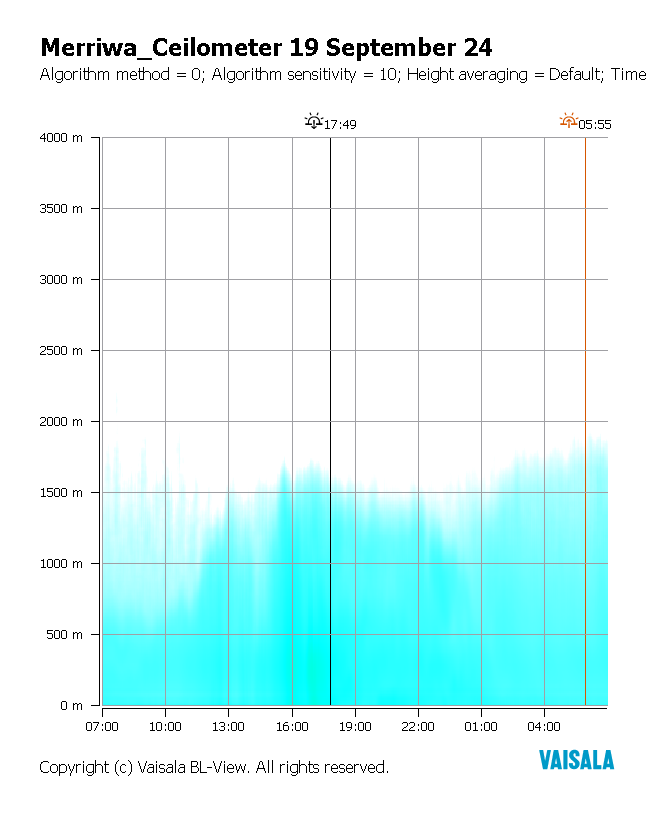 Merriwa_Ceilometer 19 September 24
Algorithm method = 0; Algorithm sensitivity = 10; Height averaging = Default; Time
17:49
05:55
4000 m
3500 m
3000 m
2500 m
2000 m
1500 m
1000 m
500 m
0 m
07:00 10:00 13:00 16:00 19:00 22:00 01:00 04:00
Copyright (c) Vaisala BL-View. All rights reserved.
VAISALA